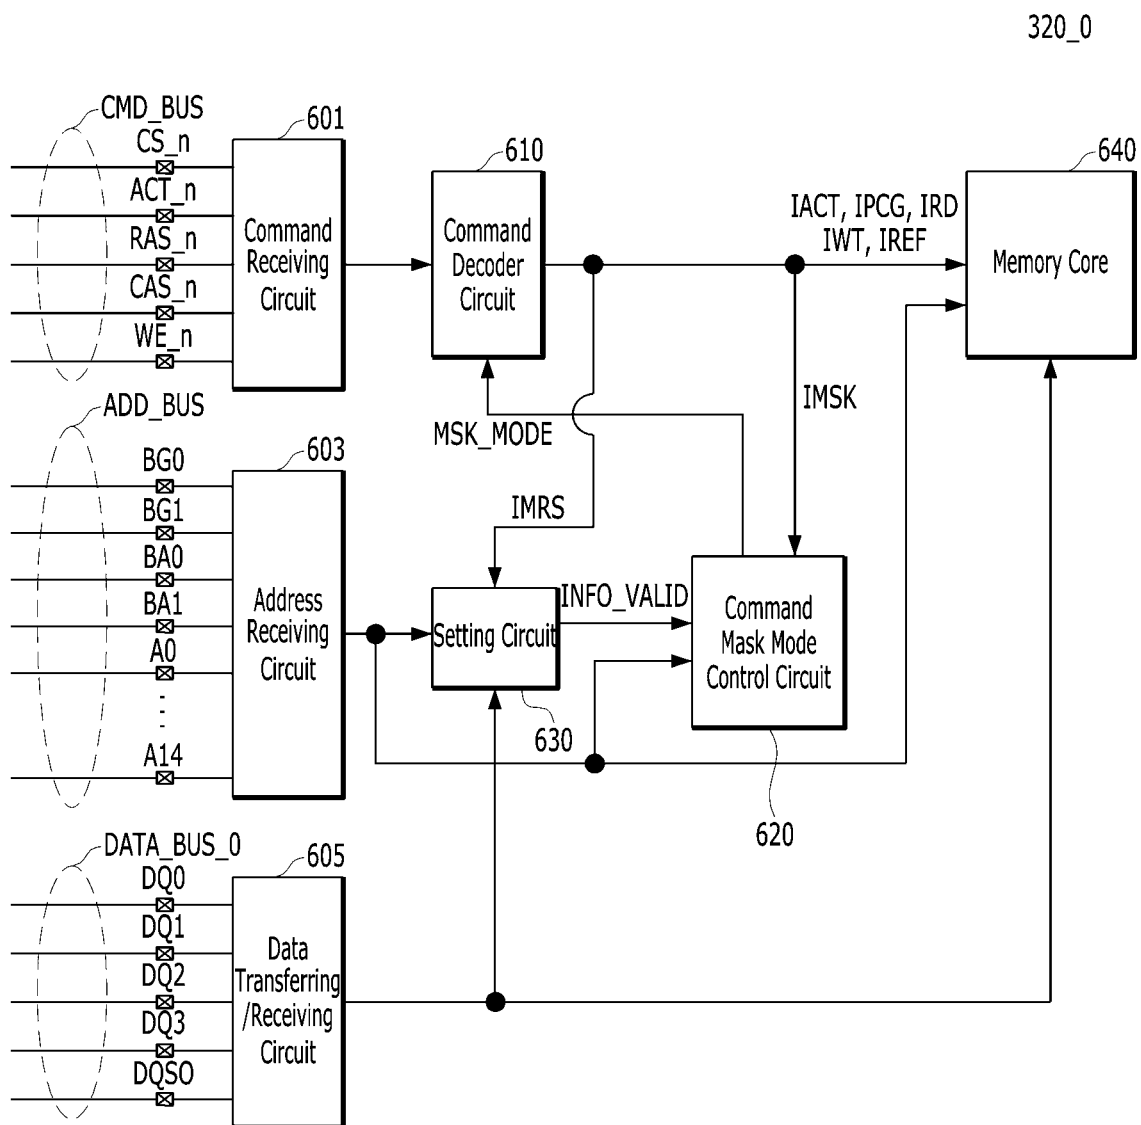 320_0
CMD_BUS
CS_n
ACT_n
RAS_n
CAS_n
WE_n
601
Command
Receiving
Circuit
610
Command
Decoder
Circuit
IACT, IPCG, IRD
IWT, IREF
640
Memory Core
ADD_BUS
BG0
BG1
BA0
BA1
A0
A14
603
Address
Receiving
Circuit
MSK_MODE
IMSK
IMRS
Setting Circuit
630
INFO_VALID
Command
Mask Mode
Control Circuit
620
DATA_BUS_0
DQ0
DQ1
DQ2
DQ3
DQSO
605
Data
Transferring
/Receiving
Circuit